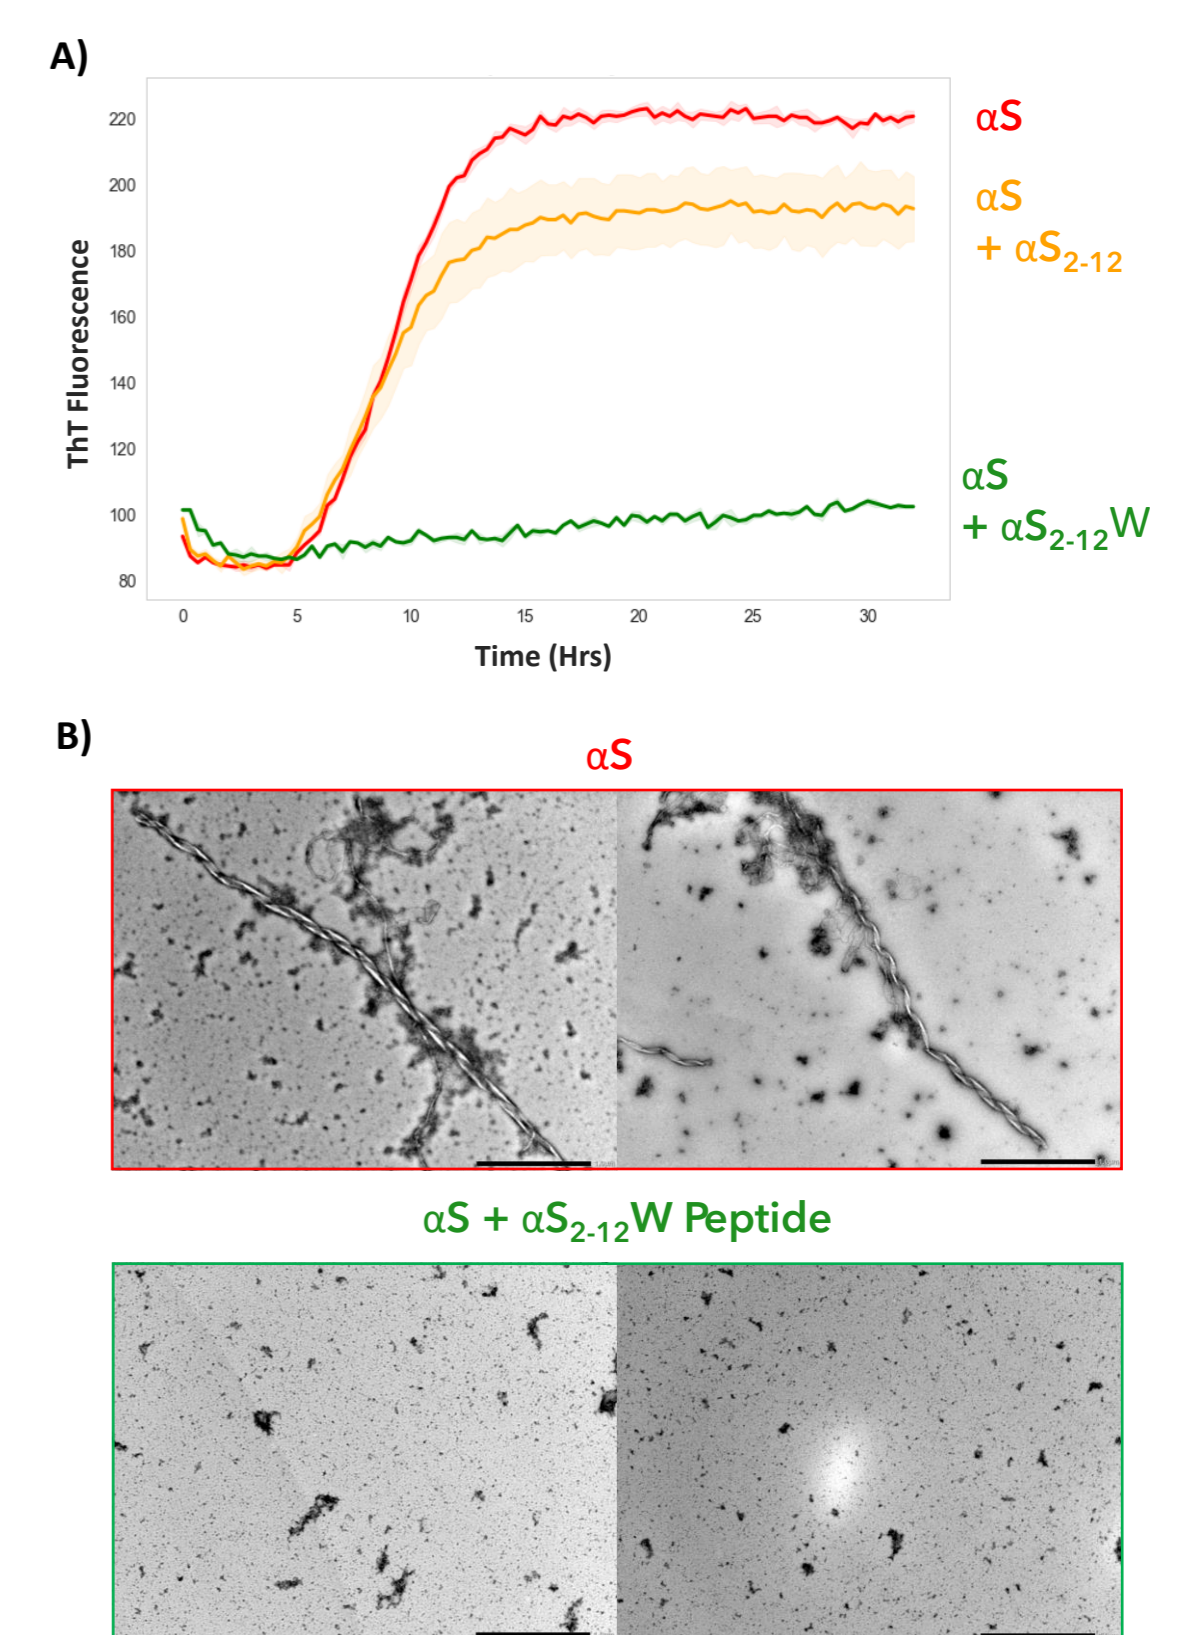 A)
220
200
180
160
140
120
100
80
ThT Fluorescence
0 5 10 15 20 25 30
Time (Hrs)
αS
αS
+ αS2-12
αS
+ αS2-12W
B)
αS
αS + αS2-12W Peptide